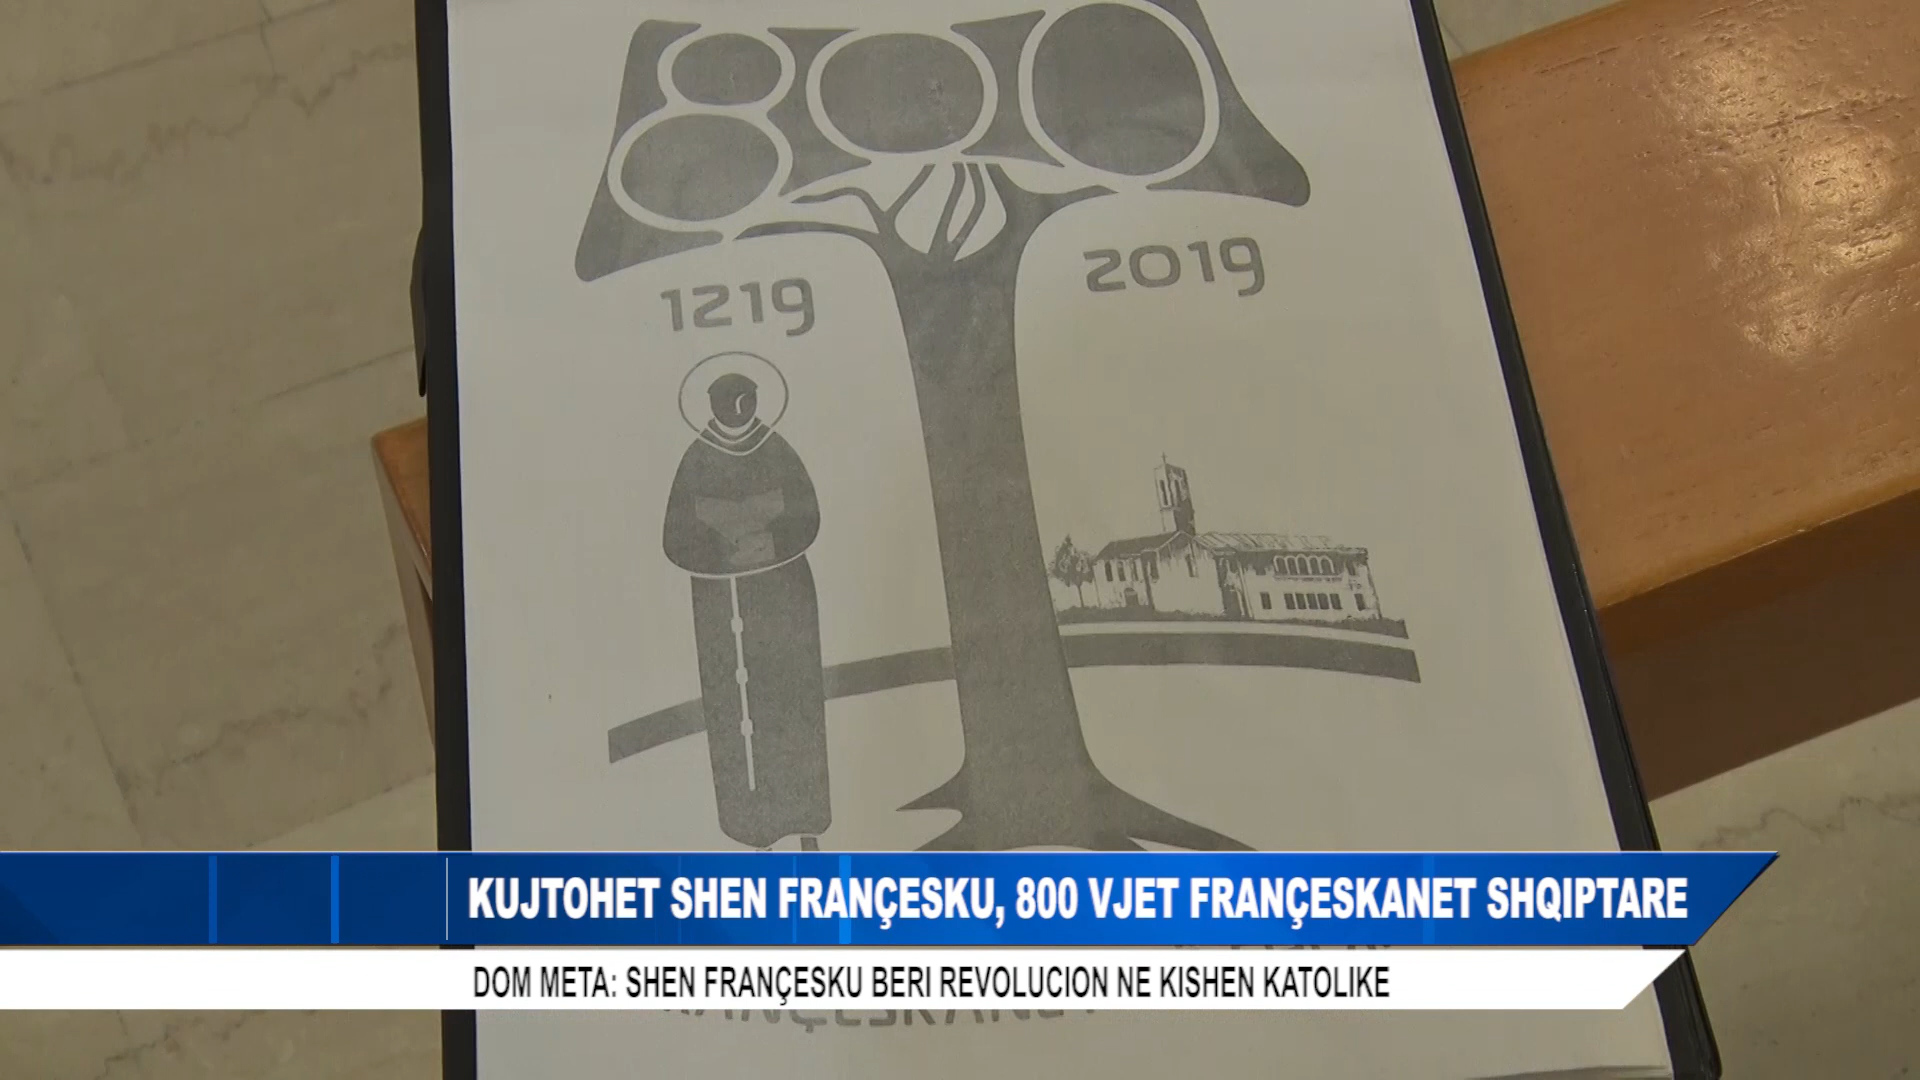 800
1219
2019
KUJTOHET SHEN FRANÇESKU, 800 VJET FRANÇESKANET SHQIPTARE
DOM META: SHEN FRANÇESKU BERI REVOLUCION NE KISHEN KATOLIKE